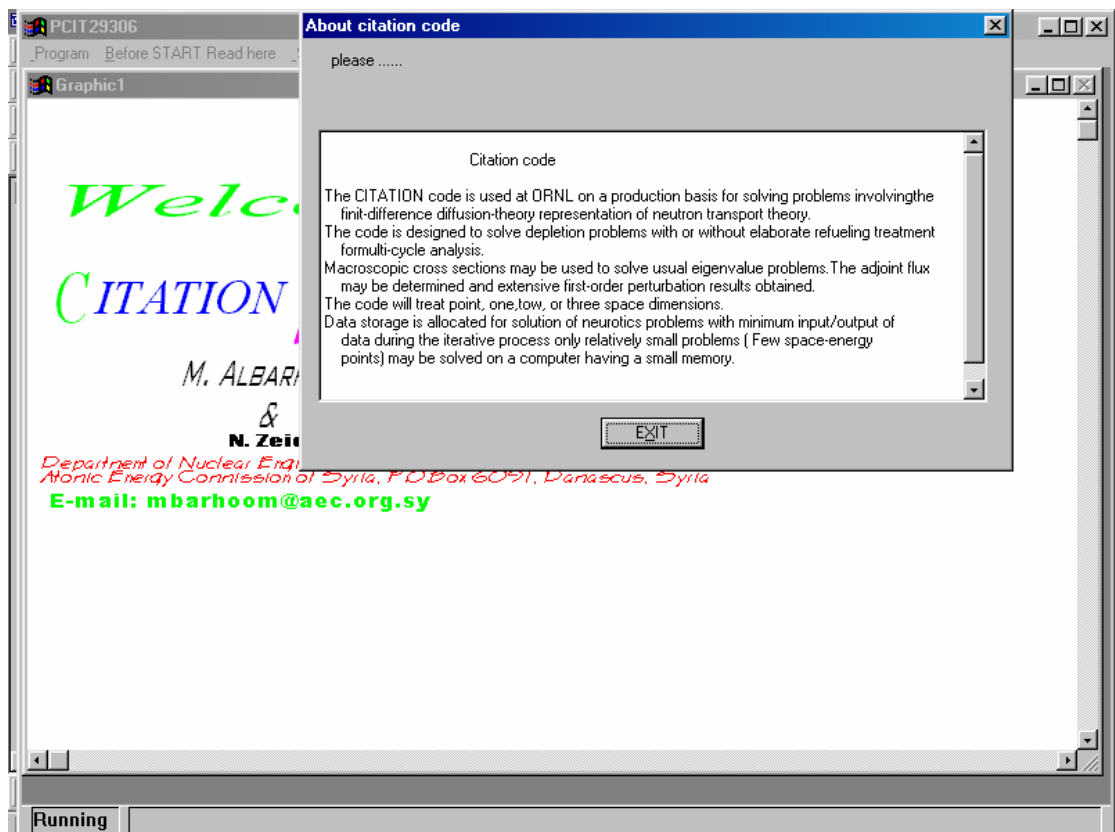 PCIT29306
Program Before START Read here
Graphic1
Welc
CITATION
M. ALBARH
&
N. Zeid
Department of Nuclear Engi
Atomic Energy Commission of Syria, P.O.Box 6091, Damascus, Syria
E-mail: mbarhoom@aec.org.sy
About citation code
please ......
Citation code
The CITATION code is used at ORNL on a production basis for solving problems involvingthe
finit-difference diffusion-theory representation of neutron transport theory.
The code is designed to solve depletion problems with or without elaborate refueling treatment
formulti-cycle analysis.
Macroscopic cross sections may be used to solve usual eigenvalue problems.The adjoint flux
may be determined and extensive first-order perturbation results obtained.
The code will treat point, one,tow, or three space dimensions.
Data storage is allocated for solution of neurotics problems with minimum input/output of
data during the iterative process only relatively small problems ( Few space-energy
points) may be solved on a computer having a small memory.
EXIT
Running